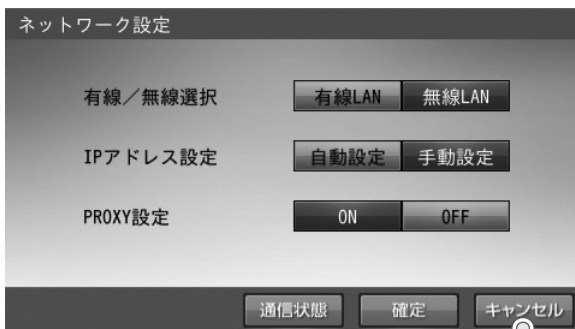 ネットワーク設定
有線／無線選択 有線LAN 無線LAN
IPアドレス設定 自動設定 手動設定
PROXY設定 ON OFF
通信状態 確定 キャンセル